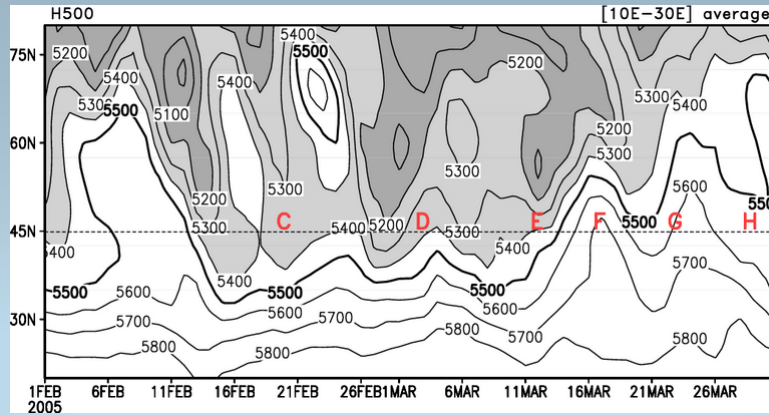 H500 [10E-30E] average
5400
5200 5500 75N
5200
5400 5400
5300 5500 5100 5300 5400
60N
5200
5300
5300 5300
5200 5600
5300 C 5400 5200 D 5300 E F 5500 G H 5500
45N
5400 5400 5400
5700
5500 5600 5500 5500
5600 5600
30N 5700 5700 5700
5800 5800 5800 5800
1FEB 6FEB 11FEB 16FEB 21FEB 26FEB 1MAR 6MAR 11MAR 16MAR 21MAR 26MAR
2005